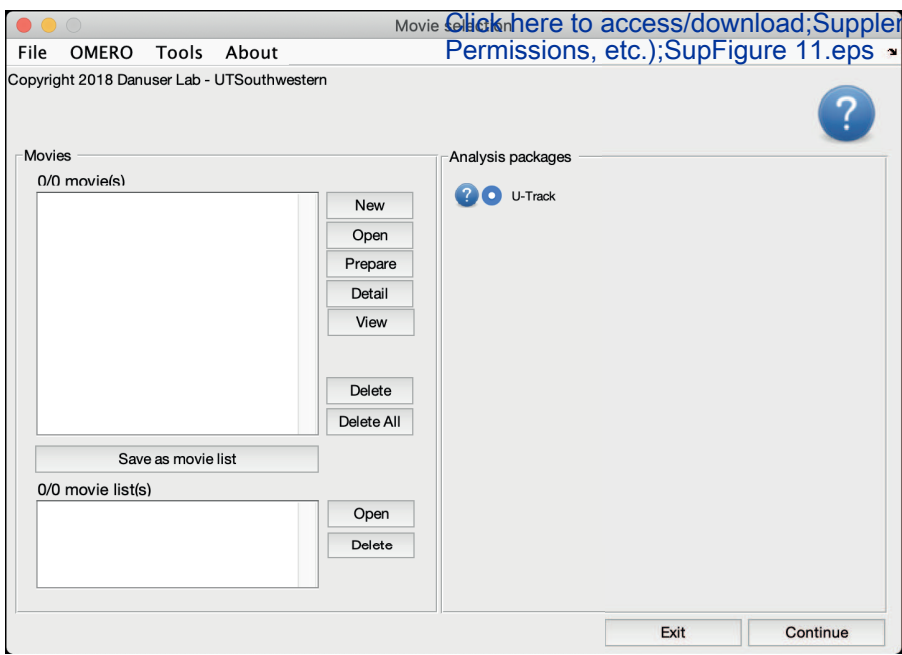 Movie selection
Click here to access/download;Suppler
Permissions, etc.);SupFigure 11.eps
File OMERO Tools About
Copyright 2018 Danuser Lab - UTSouthwestern
?
Movies
0/0 movie(s)
New
Open
Prepare
Detail
View
Delete
Delete All
Save as movie list
0/0 movie list(s)
Open
Delete
Analysis packages
? U-Track
Exit
Continue